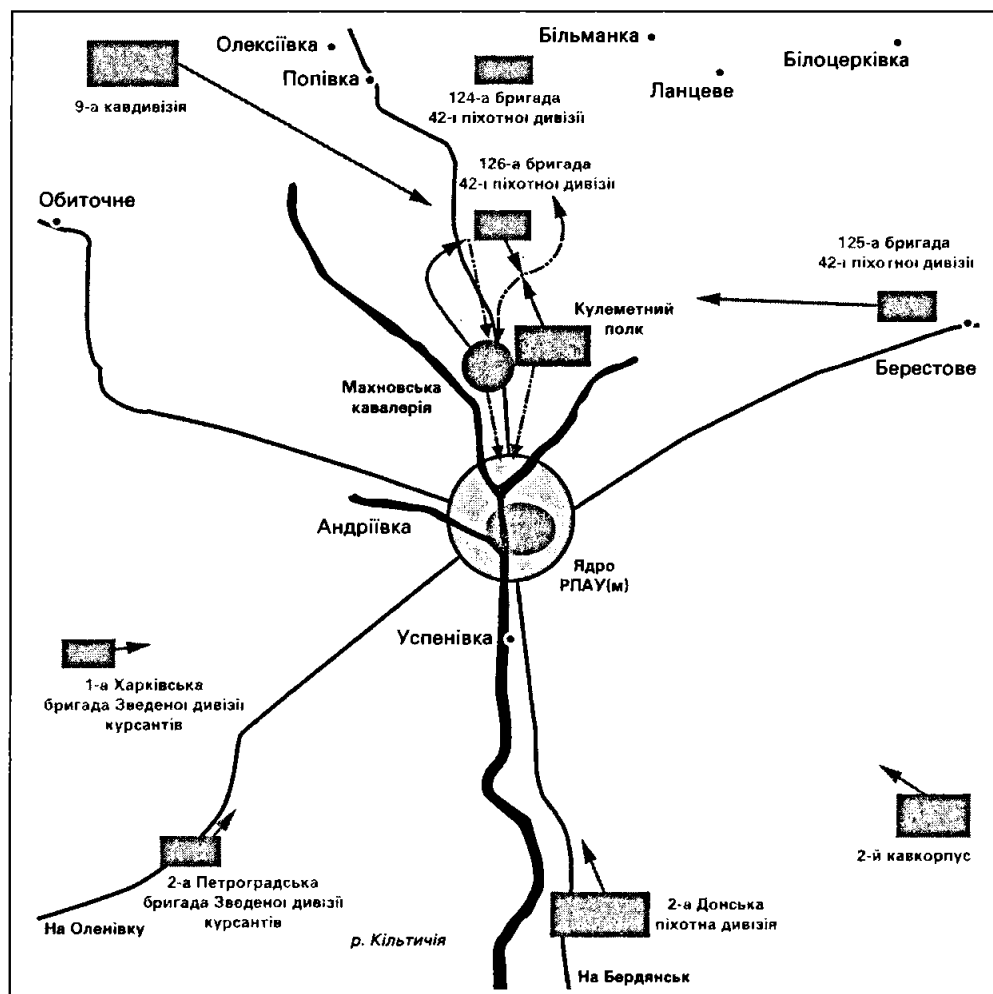 Олексіївка
Більманка
Білоцерківка
Попівка
Ланцеве
9-а кавдивізія
124-а бригада
42-ї піхотної дивізії
126-а бригада
42-ї піхотної дивізії
Обиточне
125-а бригада
42-ї піхотної дивізії
Кулеметний
полк
Берестове
Махновська
кавалерія
Андріївка
Ядро
РПАУ(м)
Успенівка
1-а Харківська
бригада Зведеної дивізії
курсантів
2-й кавкорпус
2-а Петроградська
бригада Зведеної дивізії
курсантів
2-а Донська
піхотна дивізія
На Оленівку
р. Кільтичія
На Бердянськ